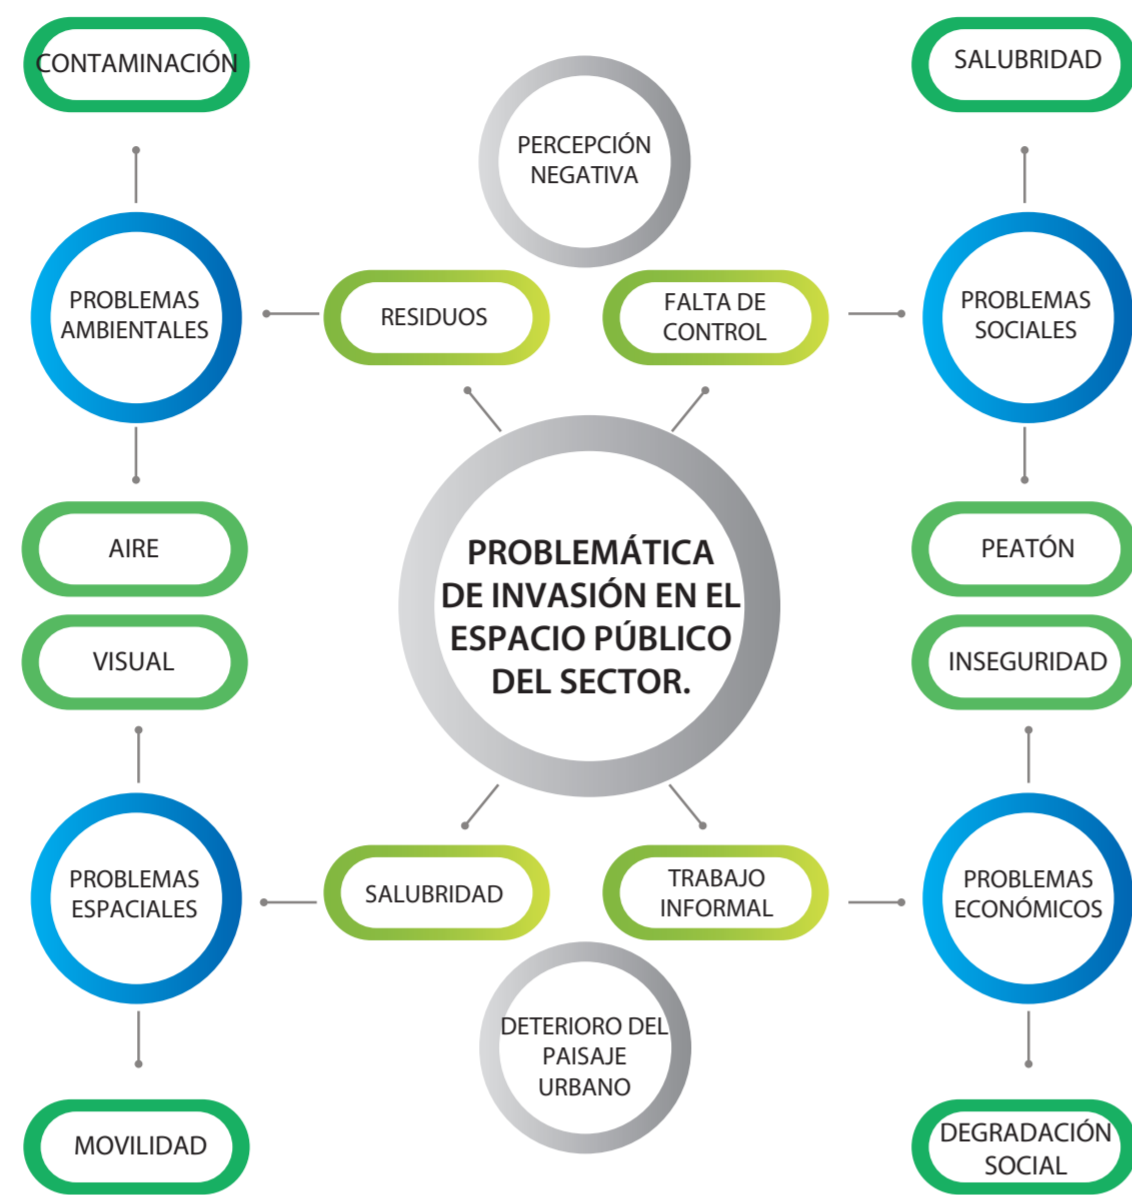 CONTAMINACIÓN
SALUBRIDAD
PERCEPCIÓN
NEGATIVA
PROBLEMAS
AMBIENTALES
RESIDUOS
FALTA DE
CONTROL
PROBLEMAS
SOCIALES
AIRE
PEATÓN
PROBLEMÁTICA
DE INVASIÓN EN EL
ESPACIO PÚBLICO
DEL SECTOR.
VISUAL
INSEGURIDAD
PROBLEMAS
ESPACIALES
SALUBRIDAD
TRABAJO
INFORMAL
PROBLEMAS
ECONÓMICOS
DETERIORO DEL
PAISAJE
URBANO
MOVILIDAD
DEGRADACIÓN
SOCIAL